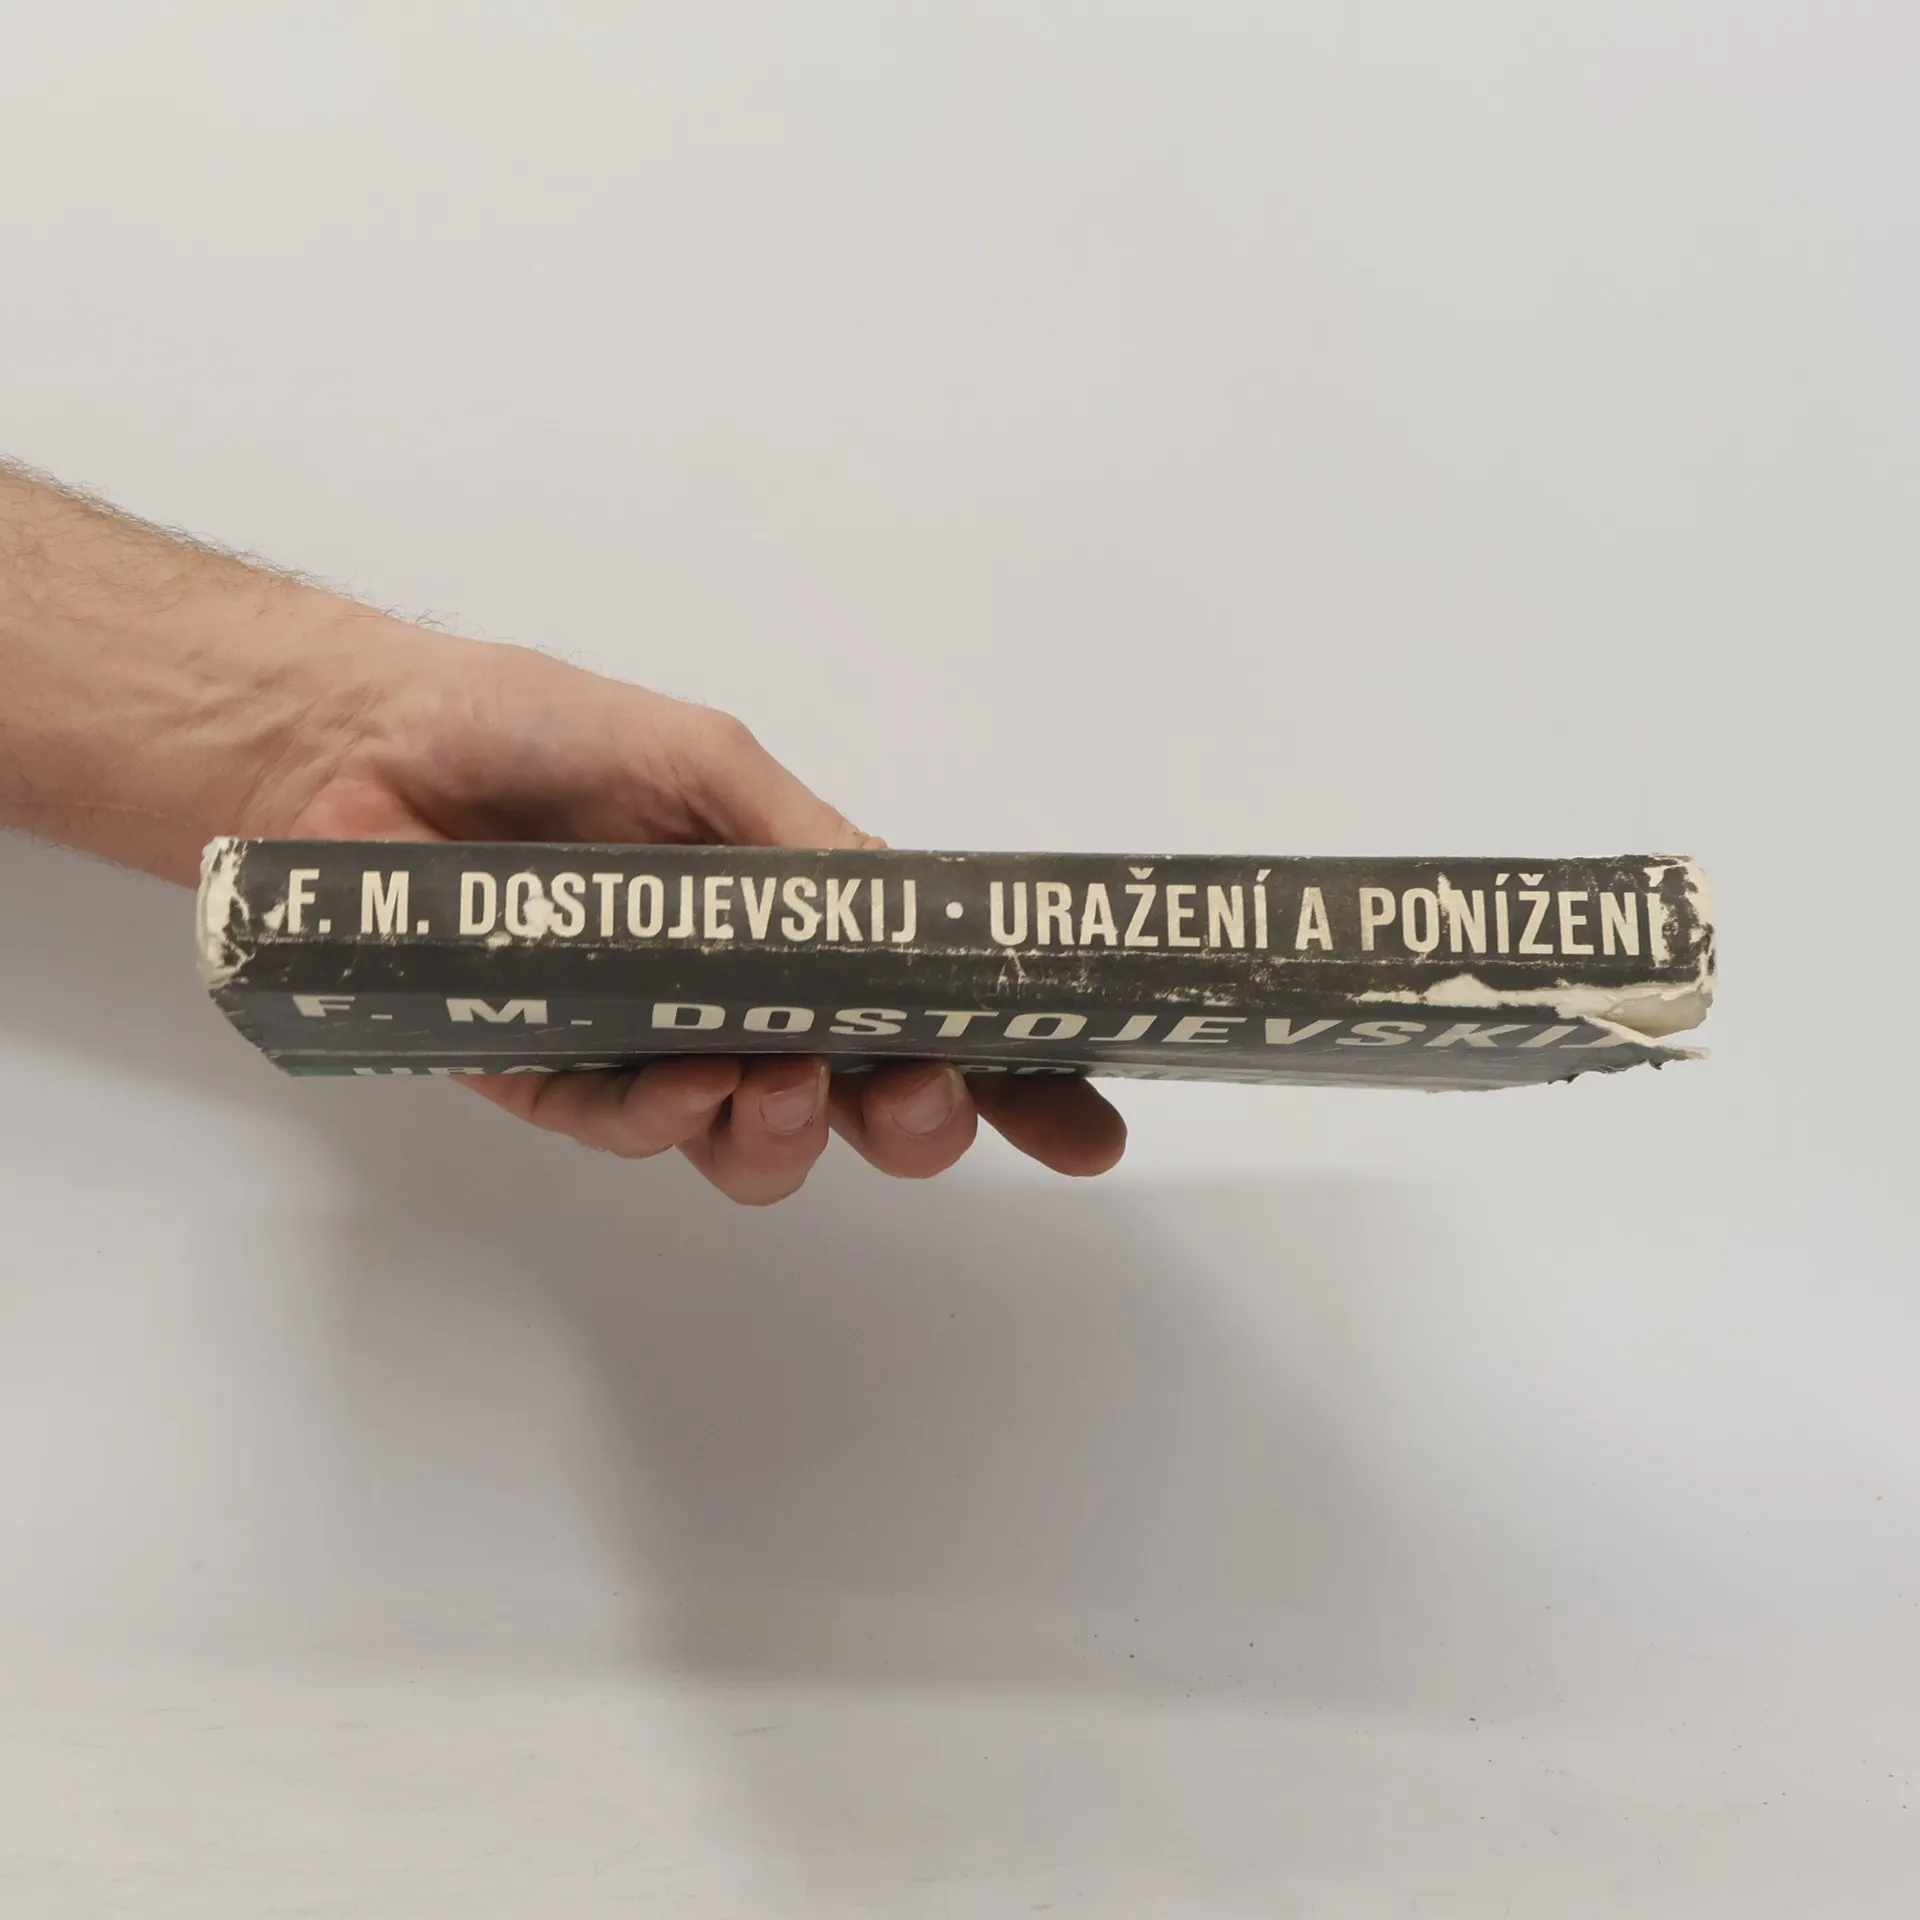 F. M. DOSTOJEVSKIJ • URAŽENÍ A PONÍŽENÍ
F. M. DOSTOJEVSKIJ